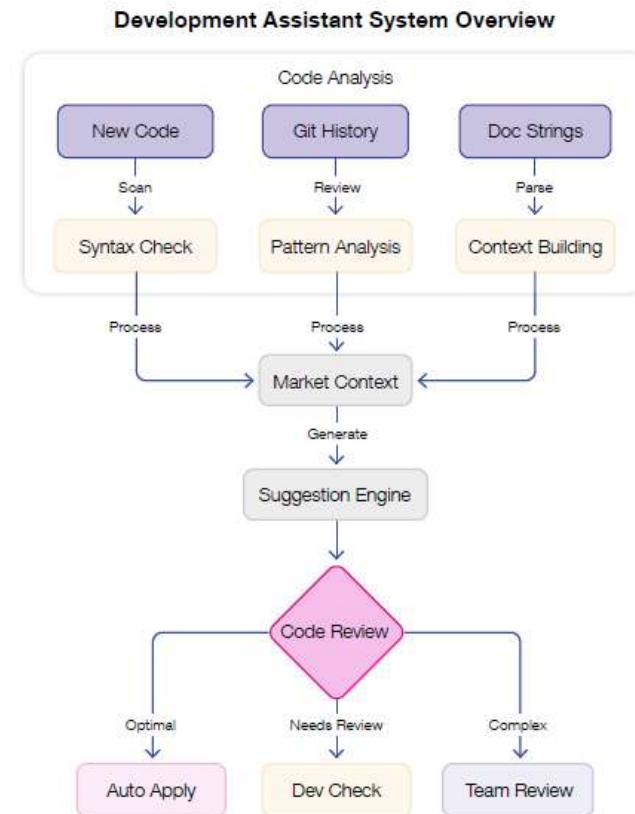 Development Assistant System Overview
Code Analysis
New Code
Git History
Doc Strings
Scan
Review
Parse
Syntax Check
Pattern Analysis
Context Building
Process
Process
Process
Market Context
Generate
Suggestion Engine
Code Review
Optimal
Needs Review
Complex
Auto Apply
Dev Check
Team Review